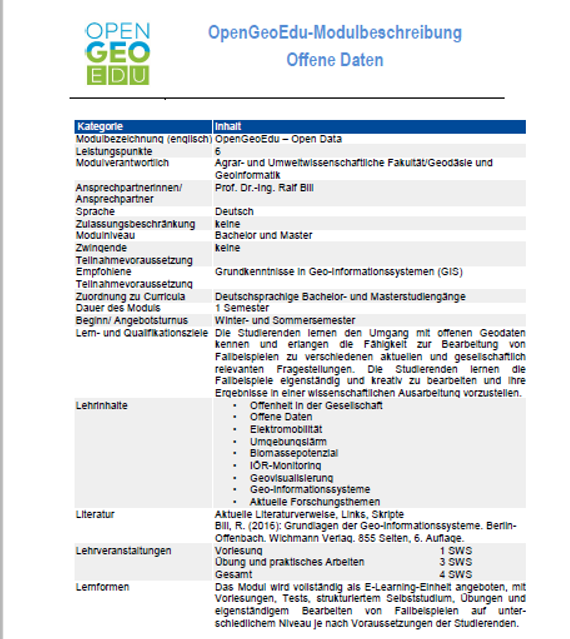 OPEN
GEO
EDU
OpenGeoEdu-Modulbeschreibung
Offene Daten
Kategorie Inhalt
Modulbezeichnung (englisch) OpenGeoEdu – Open Data
Leistungspunkte 6
Modulverantwortlich Agrar- und Umweltwissenschaftliche Fakultät/Geodäsie und
Geoinformatik
Ansprechpartnerinnen/ Prof. Dr.-Ing. Ralf Bill
Ansprechpartner
Sprache Deutsch
Zulassungsbeschränkung keine
Modulniveau Bachelor und Master
Zwingende keine
Teilnahmevoraussetzung
Empfohlene Grundkenntnisse in Geo-Informationssystemen (GIS)
Teilnahmevoraussetzung
Zuordnung zu Curricula Deutschsprachige Bachelor- und Masterstudiengänge
Dauer des Moduls 1 Semester
Beginn/ Angebotsturnus Winter- und Sommersemester
Lern- und Qualifikationsziele Die Studierenden lernen den Umgang mit offenen Geodaten
kennen und erlangen die Fähigkeit zur Bearbeitung von
Fallbeispielen zu verschiedenen aktuellen und gesellschaftlich
relevanten Fragestellungen. Die Studierenden lernen die
Fallbeispiele eigenständig und kreativ zu bearbeiten und ihre
Ergebnisse in einer wissenschaftlichen Ausarbeitung vorzustellen.
Lehrinhalte • Offenheit in der Gesellschaft
• Offene Daten
• Elektromobilität
• Umgebungslärm
• Biomassepotenzial
• IÖR-Monitoring
• Geovisualisierung
• Geo-Informationssysteme
• Aktuelle Forschungsthemen
Literatur Aktuelle Literaturverweise, Links, Skripte
Bill, R. (2016): Grundlagen der Geo-Informationssysteme. Berlin-
Offenbach. Wichmann Verlag. 855 Seiten, 6. Auflage.
Lehrveranstaltungen Vorlesung 1 SWS
Übung und praktisches Arbeiten 3 SWS
Gesamt 4 SWS
Lernformen Das Modul wird vollständig als E-Learning-Einheit angeboten, mit
Vorlesungen, Tests, strukturiertem Selbststudium, Übungen und
eigenständigem Bearbeiten von Fallbeispielen auf unter-
schiedlichem Niveau je nach Voraussetzungen der Studierenden.